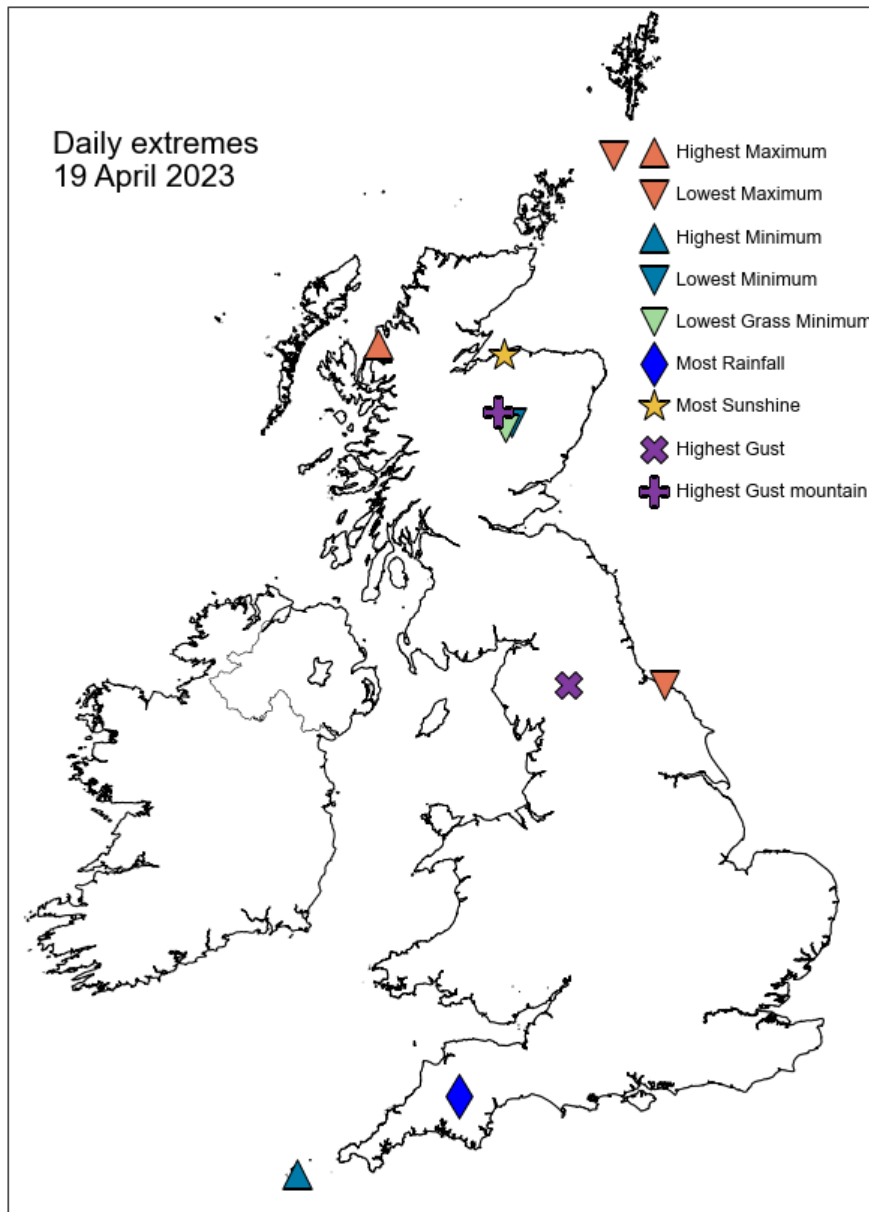 Daily extremes
19 April 2023
Highest Maximum
Lowest Maximum
Highest Minimum
Lowest Minimum
Lowest Grass Minimum
Most Rainfall
Most Sunshine
Highest Gust
Highest Gust mountain